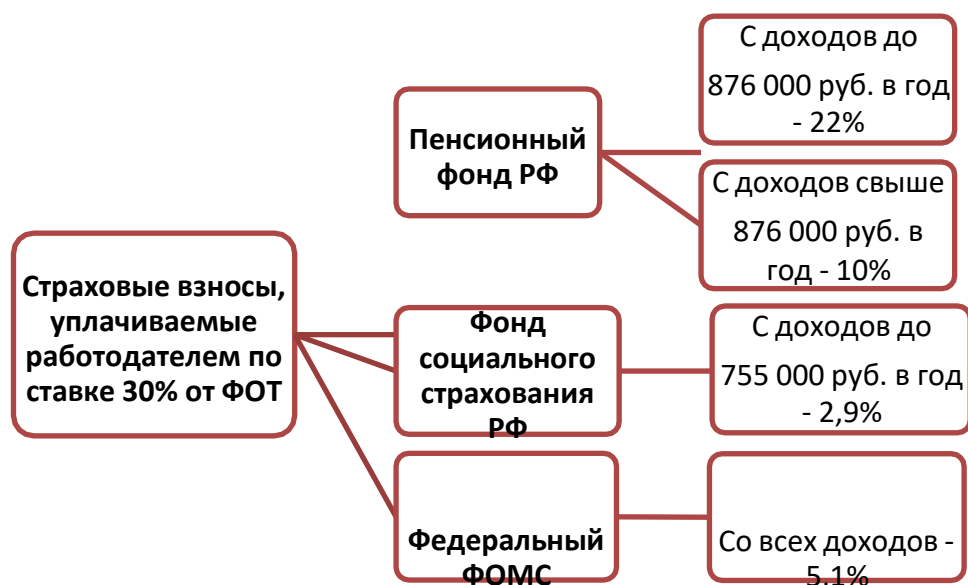 Страховые взносы,
уплачиваемые
работодателем по
ставке 30% от ФОТ
Пенсионный
фонд РФ
С доходов до
876 000 руб. в год
- 22%
С доходов свыше
876 000 руб. в
год - 10%
Фонд
социального
страхования
РФ
С доходов до
755 000 руб. в год
- 2,9%
Федеральный
ФОМС
Со всех доходов -
5,1%